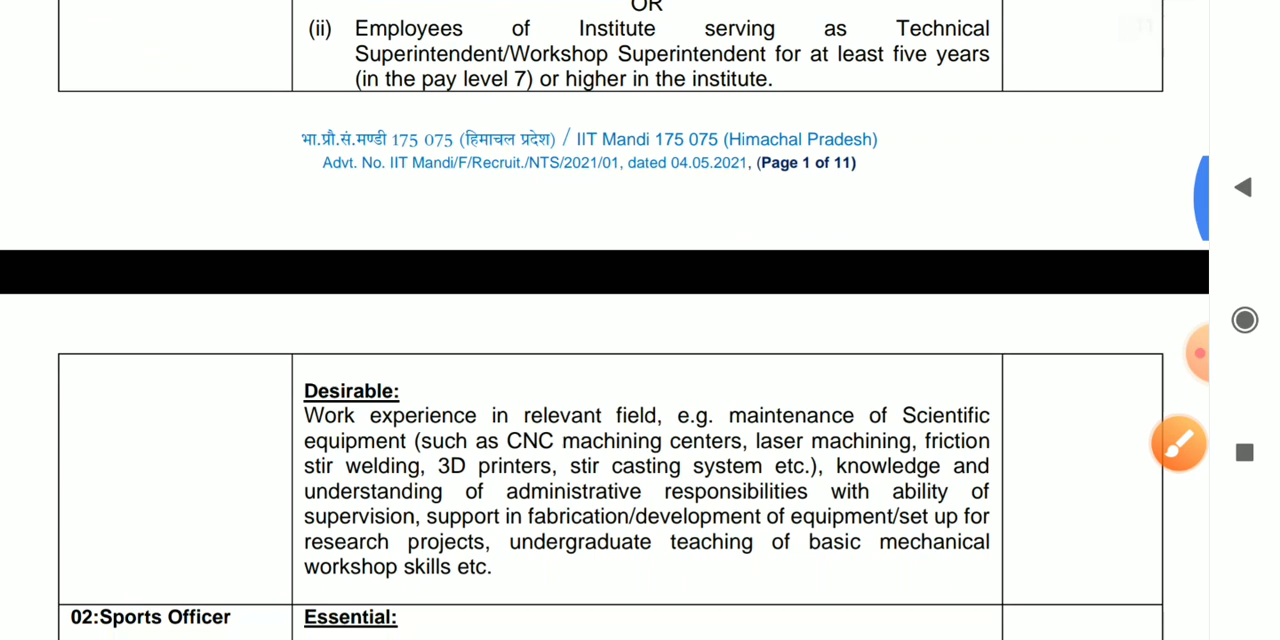 OR
(ii) Employees of Institute serving as Technical
Superintendent/Workshop Superintendent for at least five years
(in the pay level 7) or higher in the institute.
भा.प्रौ.सं.मण्डी 175 075 (हिमाचल प्रदेश) / IIT Mandi 175 075 (Himachal Pradesh)
Advt. No. IIT Mandi/F/Recruit./NTS/2021/01, dated 04.05.2021, (Page 1 of 11)
Desirable:
Work experience in relevant field, e.g. maintenance of Scientific
equipment (such as CNC machining centers, laser machining, friction
stir welding, 3D printers, stir casting system etc.), knowledge and
understanding of administrative responsibilities with ability of
supervision, support in fabrication/development of equipment/set up for
research projects, undergraduate teaching of basic mechanical
workshop skills etc.
02:Sports Officer
Essential: